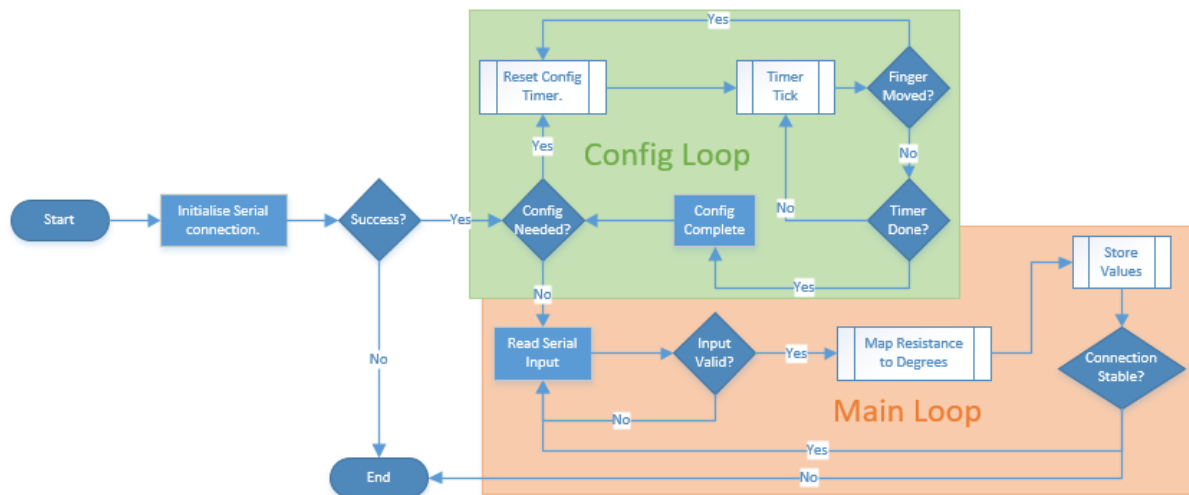 Yes
Reset Config
Timer.
Timer
Tick
Finger
Moved?
Yes
Config Loop
No
Start
Initialise Serial
connection.
Success?
Yes
Config
Needed?
Config
Complete
No
Timer
Done?
Yes
No
Store
Values
No
Read Serial
Input
Input
Valid?
Yes
Map Resistance
to Degrees
Connection
Stable?
Main Loop
No
Yes
No
End